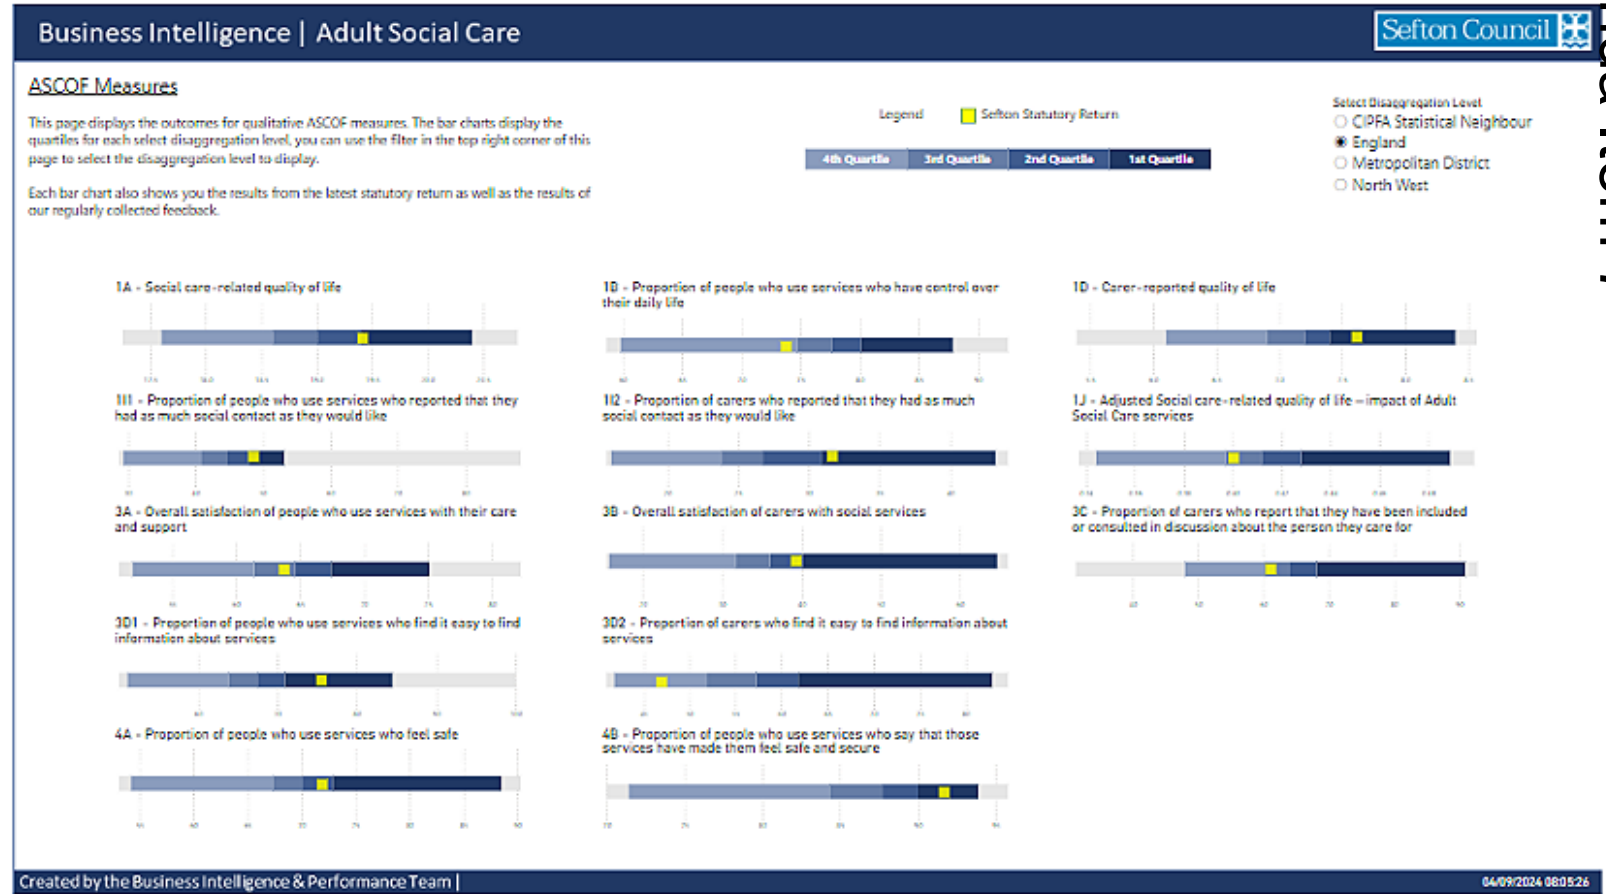 Business Intelligence | Adult Social Care
Sefton Council
ASCOF Measures
This page displays the outcomes for qualitative ASCOF measures. The bar charts display the
quartiles for each select disaggregation level, you can use the filter in the top right corner of this
page to select the disaggregation level to display.
Each bar chart also shows you the results from the latest statutory return as well as the results of
our regularly collected feedback.
Legend
Sefton Statutory Return
4th Quartile 3rd Quartile 2nd Quartile 1st Quartile
Select Disaggregation Level
CIPFA Statistical Neighbour
England
Metropolitan District
North West
1A - Social care-related quality of life
1B - Proportion of people who use services who have control over
their daily life
1D - Carer-reported quality of life
1I1 - Proportion of people who use services who reported that they
had as much social contact as they would like
1I2 - Proportion of carers who reported that they had as much
social contact as they would like
1J - Adjusted Social care-related quality of life – impact of Adult
Social Care services
3A - Overall satisfaction of people who use services with their care
and support
3B - Overall satisfaction of carers with social services
3C - Proportion of carers who report that they have been included
or consulted in discussion about the person they care for
3D1 - Proportion of people who use services who find it easy to find
information about services
3D2 - Proportion of carers who find it easy to find information about
services
4A - Proportion of people who use services who feel safe
4B - Proportion of people who use services who say that those
services have made them feel safe and secure
Created by the Business Intelligence & Performance Team |
04/09/2024 08:05:26